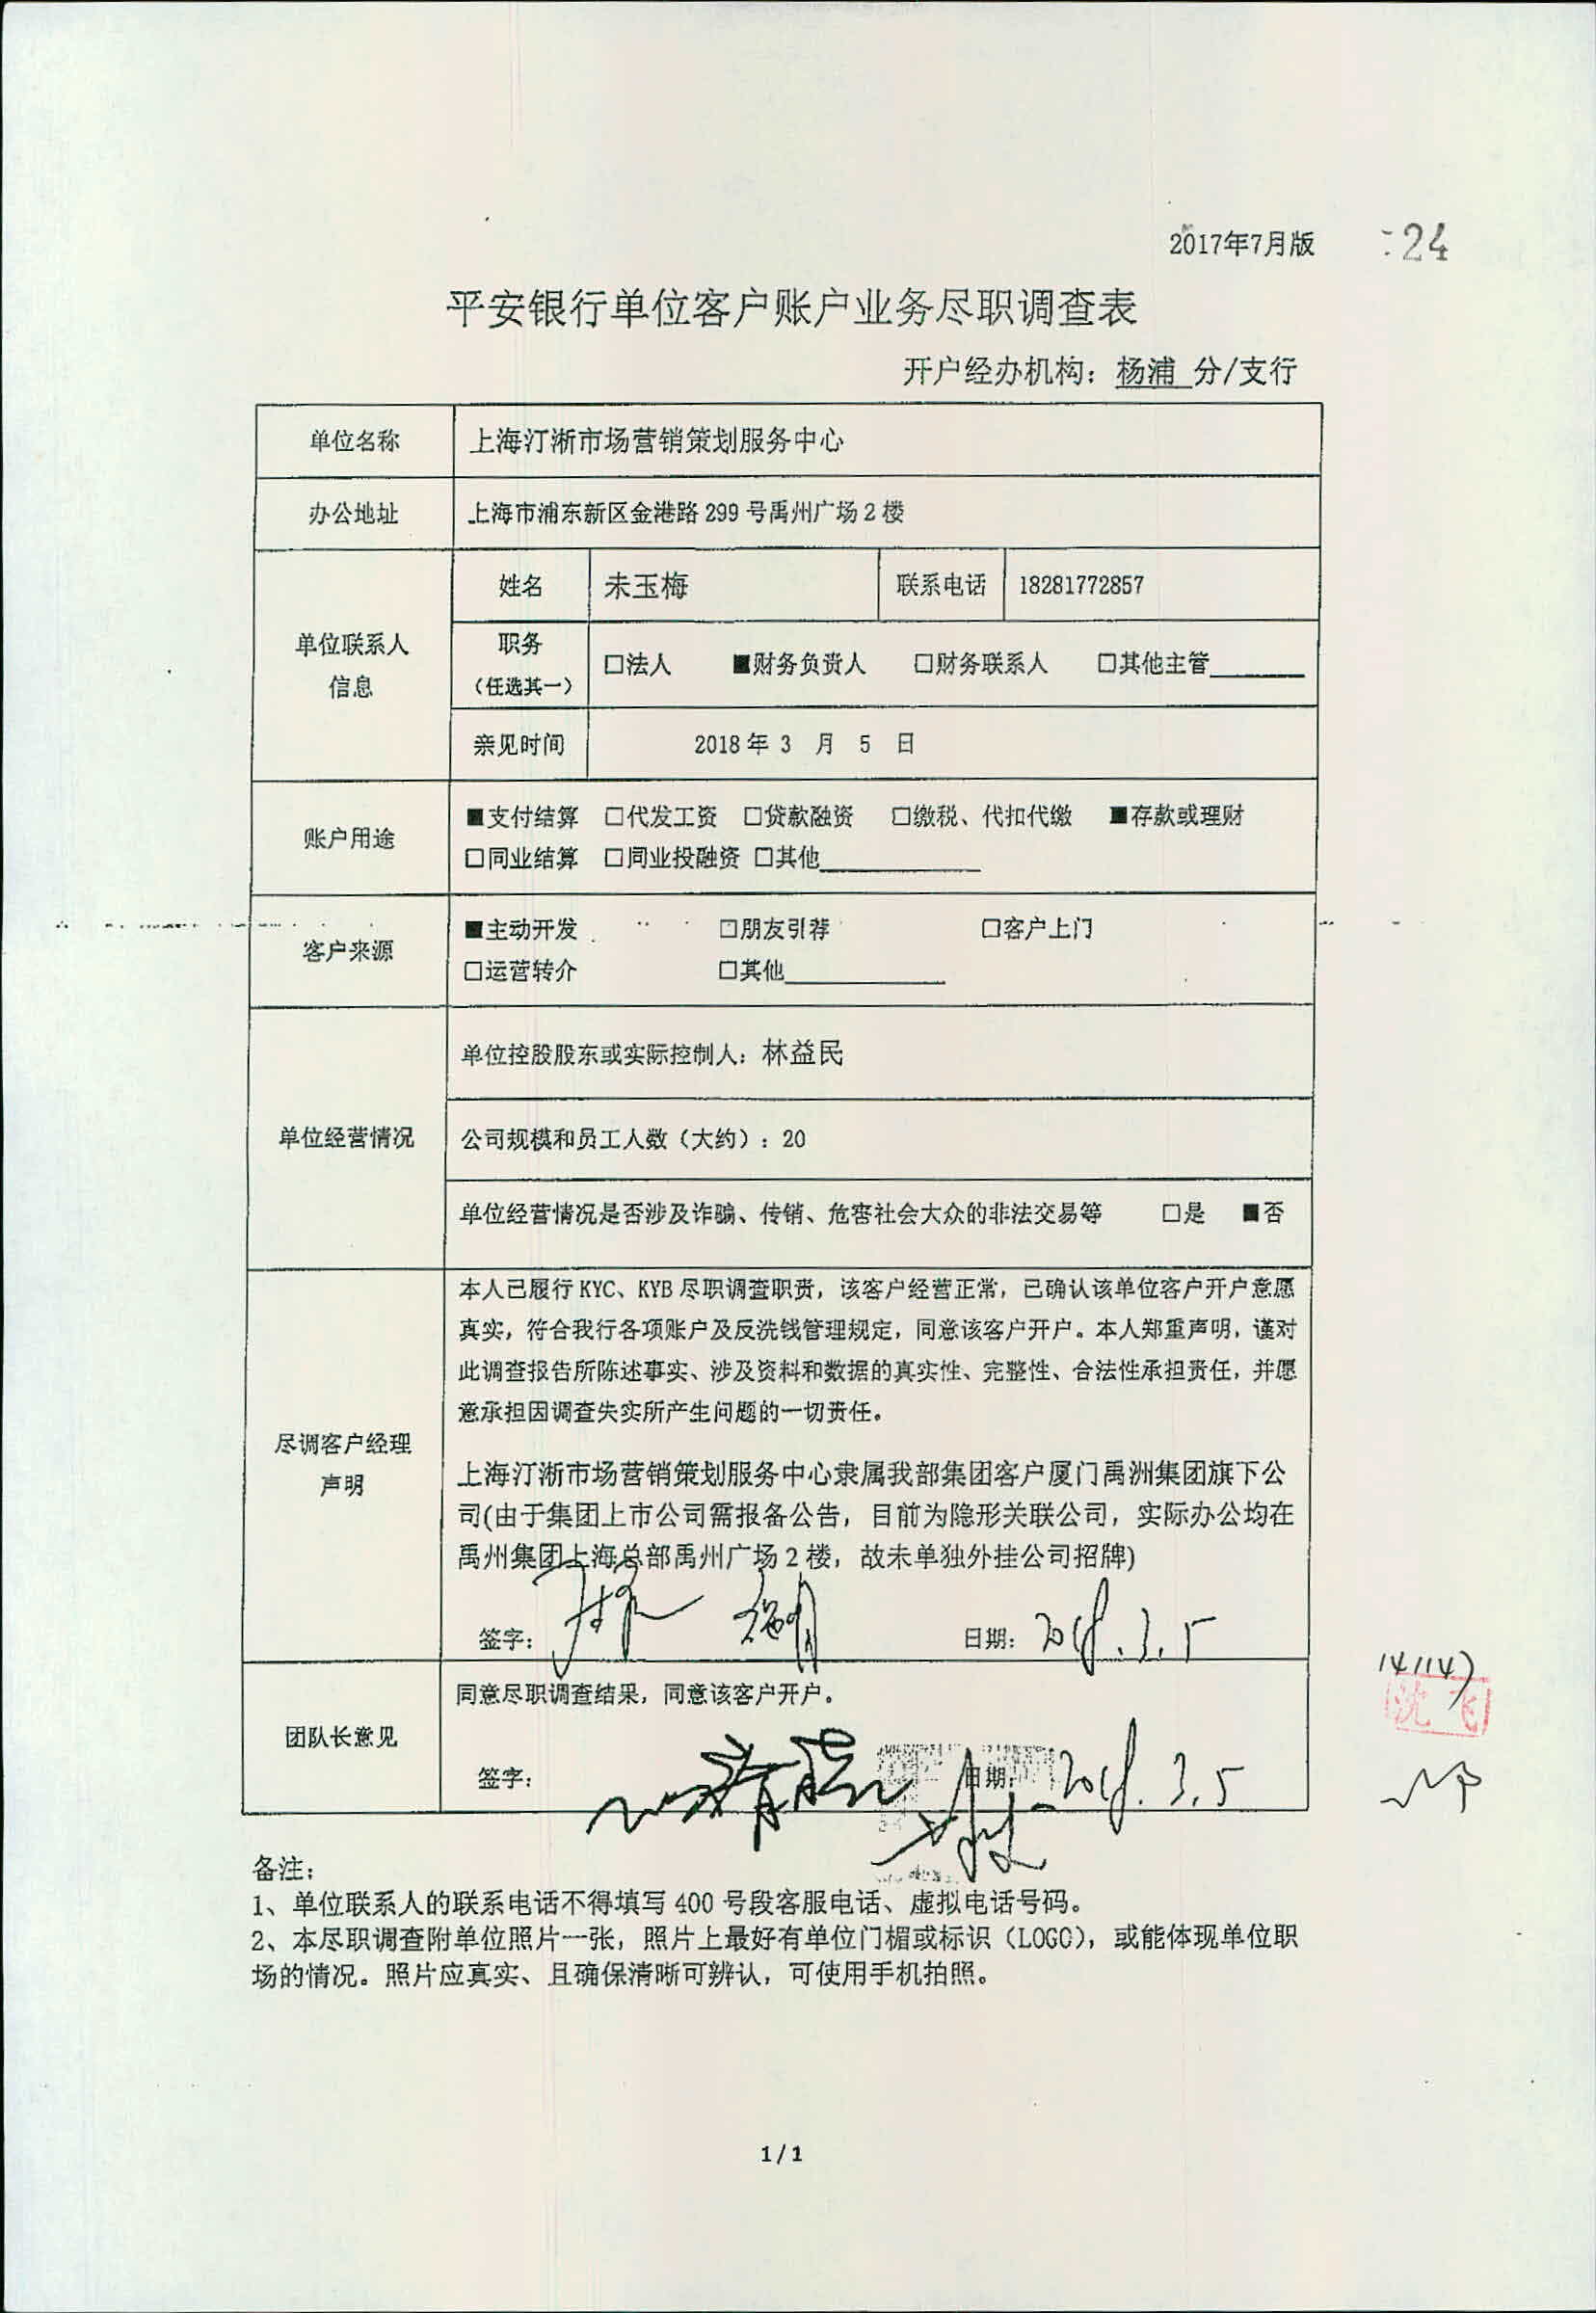 2017年7月版
:24
平安银行单位客户账户业务尽职调查表
开户经办机构：杨浦 分/支行
单位名称 上海汀淅市场营销策划服务中心
办公地址 上海市浦东新区金港路 299 号禹州广场 2 楼
单位联系人信息
姓名 未玉梅 联系电话 18281772857
职务（任选其一） □法人 ■财务负责人 □财务联系人 □其他主管
亲见时间 2018 年 3 月 5 日
账户用途
■支付结算 □代发工资 □贷款融资 □缴税、代扣代缴 ■存款或理财
□同业结算 □同业投融资 □其他
客户来源
■主动开发 □朋友引荐 □客户上门
□运营转介 □其他
单位经营情况
单位控股股东或实际控制人：林益民
公司规模和员工人数（大约）：20
单位经营情况是否涉及诈骗、传销、危害社会大众的非法交易等 □是 ■否
尽调客户经理声明
本人已履行 KYC、KYB 尽职调查职责，该客户经营正常，已确认该单位客户开户意愿
真实，符合我行各项账户及反洗钱管理规定，同意该客户开户。本人郑重声明，谨对
此调查报告所陈述事实、涉及资料和数据的真实性、完整性、合法性承担责任，并愿
意承担因调查失实所产生问题的一切责任。
上海汀淅市场营销策划服务中心隶属我部集团客户厦门禹洲集团旗下公
司(由于集团上市公司需报备公告，目前为隐形关联公司，实际办公均在
禹州集团上海总部禹州广场 2 楼，故未单独外挂公司招牌)
签字： 日期：2018.3.5
团队长意见
同意尽职调查结果，同意该客户开户。
签字： 日期：2018.3.5
沈飞
备注：
1、单位联系人的联系电话不得填写 400 号段客服电话、虚拟电话号码。
2、本尽职调查附单位照片一张，照片上最好有单位门楣或标识（LOGO），或能体现单位职
场的情况。照片应真实、且确保清晰可辨认，可使用手机拍照。
1 / 1